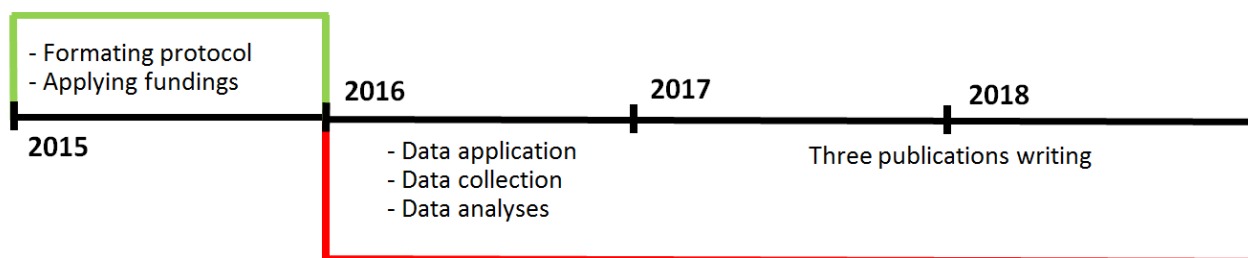 - Formating protocol
- Applying fundings
2015
2016
2017
2018
- Data application
- Data collection
- Data analyses
Three publications writing